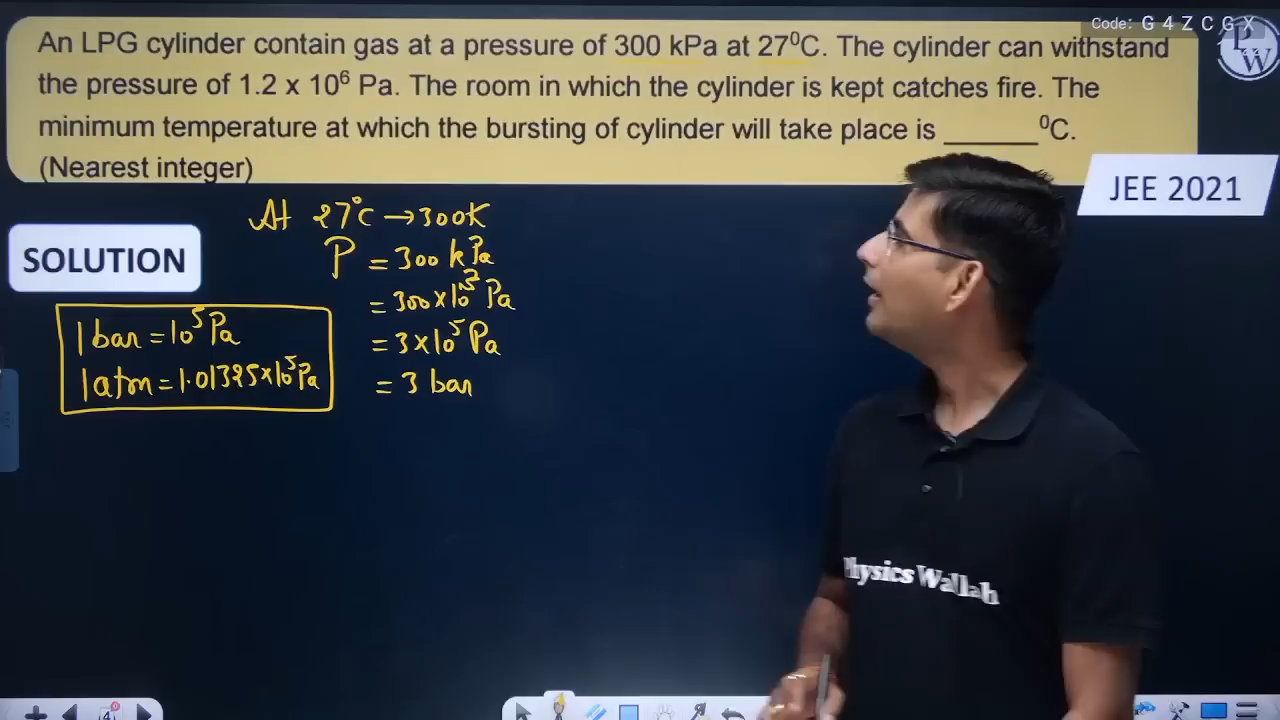 Code: G 4 Z C G X
An LPG cylinder contain gas at a pressure of 300 kPa at 27⁰C. The cylinder can withstand
the pressure of 1.2 x 10⁶ Pa. The room in which the cylinder is kept catches fire. The
minimum temperature at which the bursting of cylinder will take place is ______⁰C.
(Nearest integer)
PW
JEE 2021
SOLUTION
At 27°C → 300K
P = 300 kPa
= 300×10³ Pa
= 3×10⁵ Pa
= 3 bar
1 bar = 10⁵ Pa
1 atm = 1.01325×10⁵ Pa
Physics Wallah